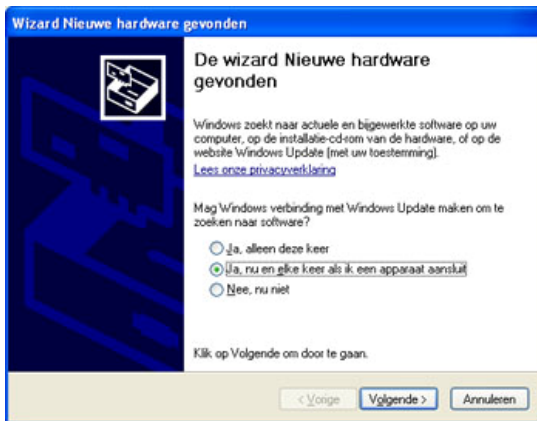 Wizard Nieuwe hardware gevonden
De wizard Nieuwe hardware
gevonden
Windows zoekt naar actuele en bijgewerkte software op uw
computer, op de installatie-cd-rom van de hardware, of op de
website Windows Update (met uw toestemming).
Lees onze privacyverklaring
Mag Windows verbinding met Windows Update maken om te
zoeken naar software?
Ja, alleen deze keer
Ja, nu en elke keer als ik een apparaat aansluit
Nee, nu niet
Klik op Volgende om door te gaan.
< Vorige Volgende > Annuleren